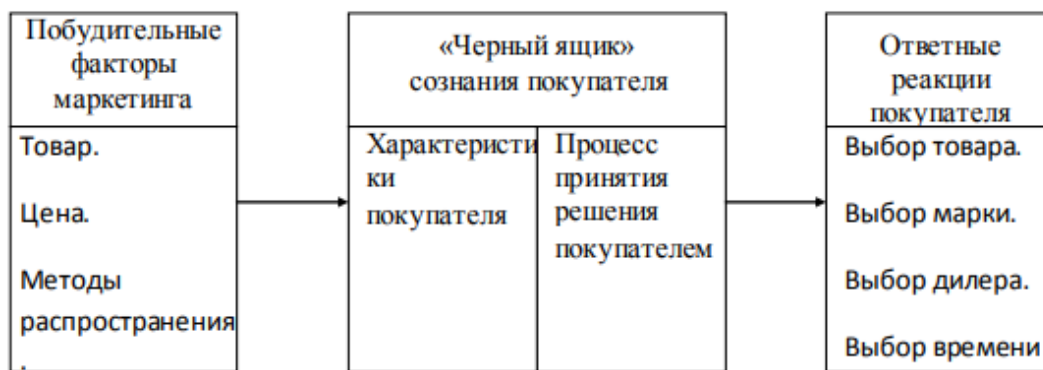 Побудительные
факторы
маркетинга
Товар.
Цена.
Методы
распространения
.
«Черный ящик»
сознания покупателя
Характеристи
ки
покупателя
Процесс
принятия
решения
покупателем
Ответные
реакции
покупателя
Выбор товара.
Выбор марки.
Выбор дилера.
Выбор времени